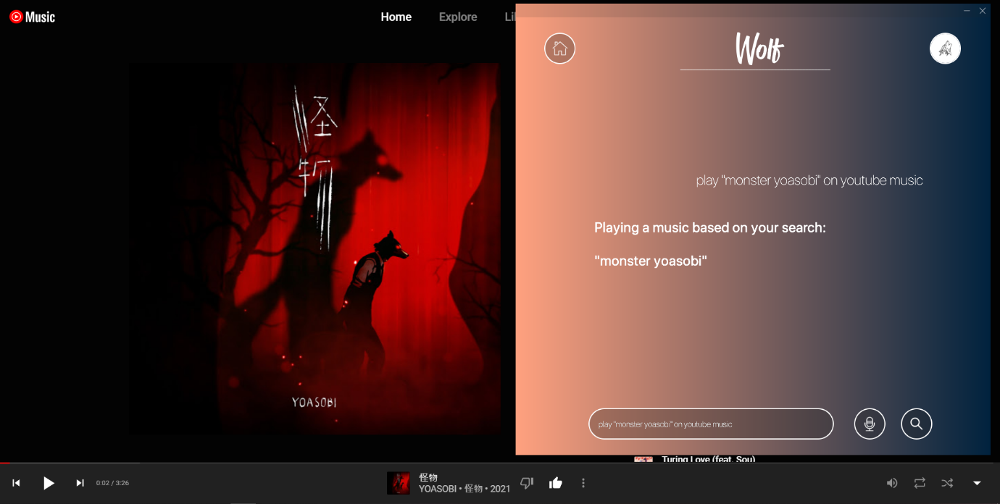 Music
Home
Explore
Li
怪物
YOASOBI
Wolf
play "monster yoasobi" on youtube music
Playing a music based on your search:
"monster yoasobi"
play "monster yoasobi" on youtube music
Turing Love (feat. Sou)
0:02 / 3:26
怪物
YOASOBI • 怪物 • 2021